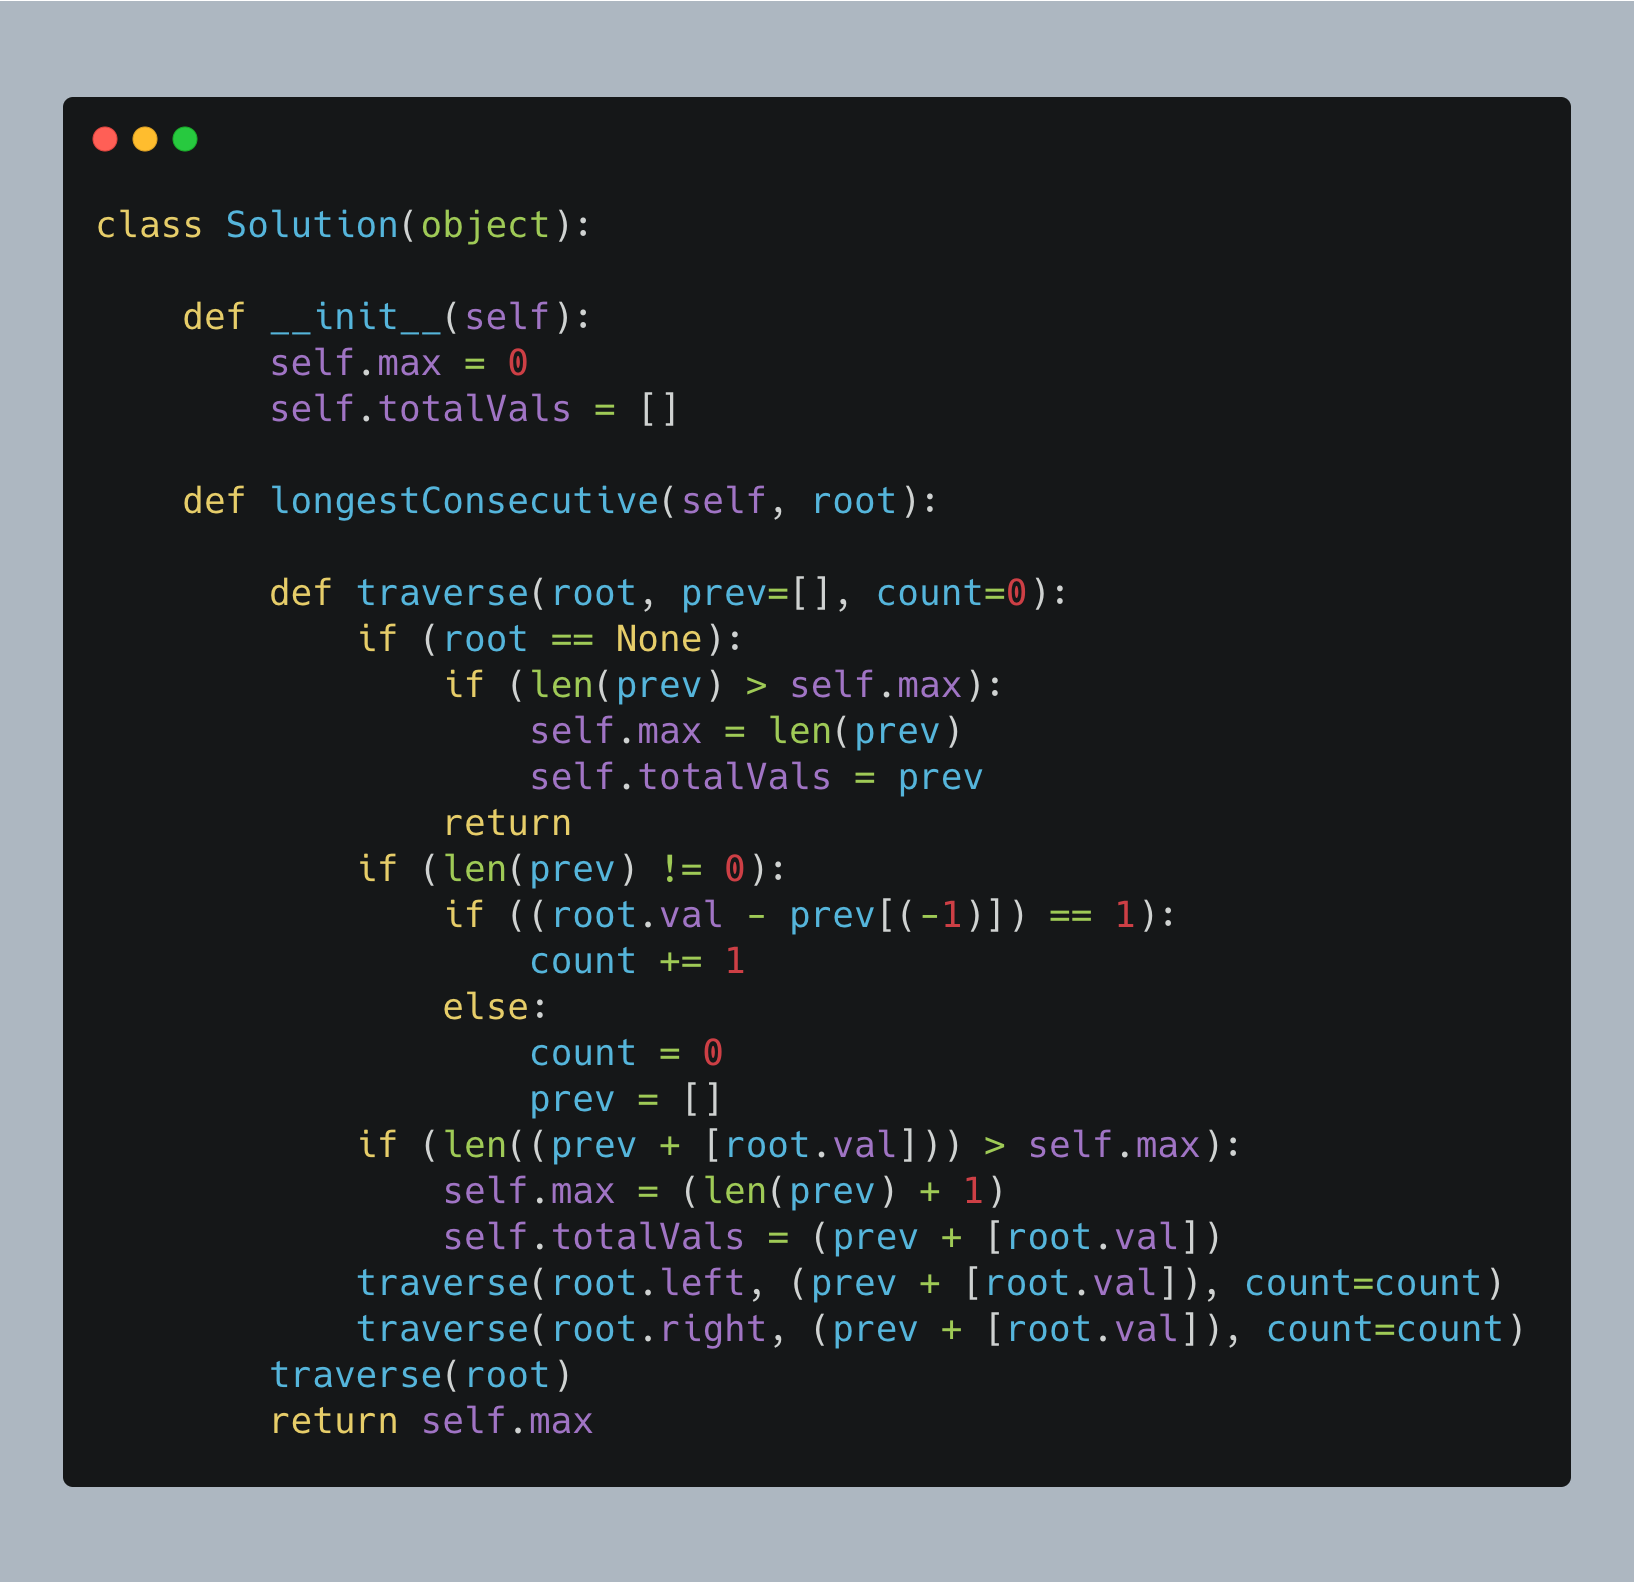 class Solution(object):

    def __init__(self):
        self.max = 0
        self.totalVals = []

    def longestConsecutive(self, root):

        def traverse(root, prev=[], count=0):
            if (root == None):
                if (len(prev) > self.max):
                    self.max = len(prev)
                    self.totalVals = prev
                return
            if (len(prev) != 0):
                if ((root.val - prev[(-1)]) == 1):
                    count += 1
                else:
                    count = 0
                    prev = []
            if (len((prev + [root.val])) > self.max):
                self.max = (len(prev) + 1)
                self.totalVals = (prev + [root.val])
            traverse(root.left, (prev + [root.val]), count=count)
            traverse(root.right, (prev + [root.val]), count=count)
        traverse(root)
        return self.max